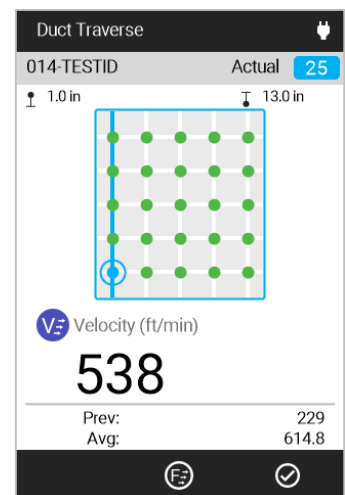 Duct Traverse
014-TESTID Actual 25
1.0 in 13.0 in
V Velocity (ft/min)
538
Prev: 229
Avg: 614.8
F